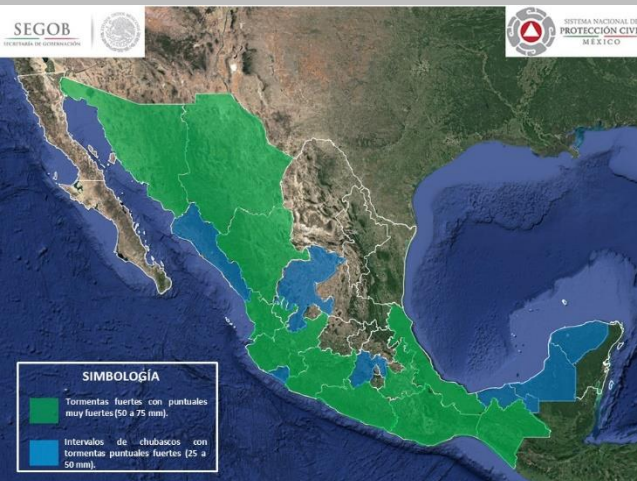 SEGOB
SECRETARÍA DE GOBERNACIÓN
SISTEMA NACIONAL DE
PROTECCIÓN CIVI
MÉXICO
SIMBOLOGÍA
Tormentas fuertes con puntuales
muy fuertes (50 a 75 mm).
Intervalos de chubascos con
tormentas puntuales fuertes (25 a
50 mm).